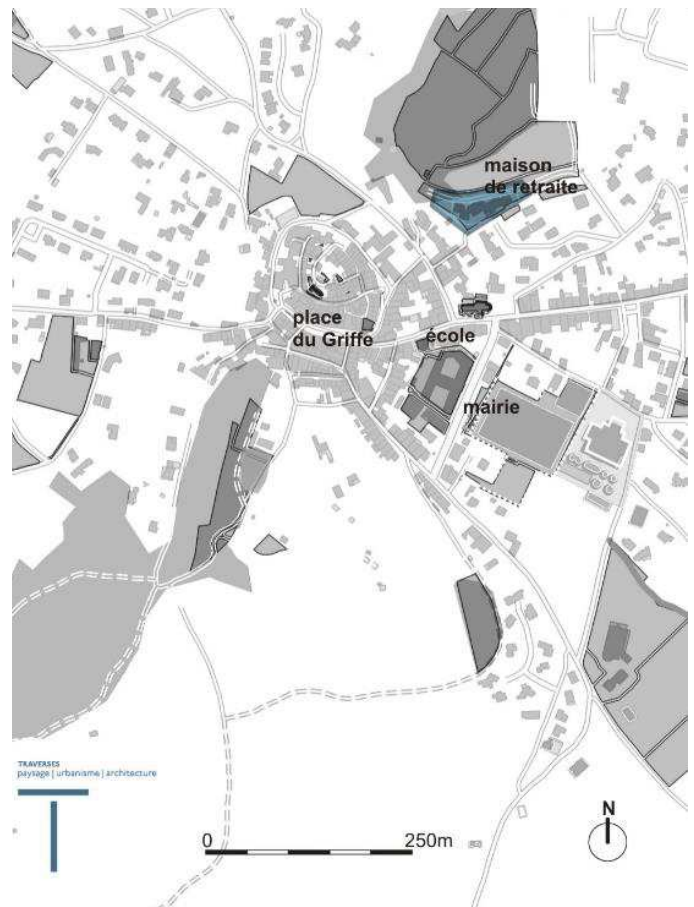 maison
de retraite
place
du Griffe
école
mairie
TRAVERSES
paysage | urbanisme | architecture
0 250m
N